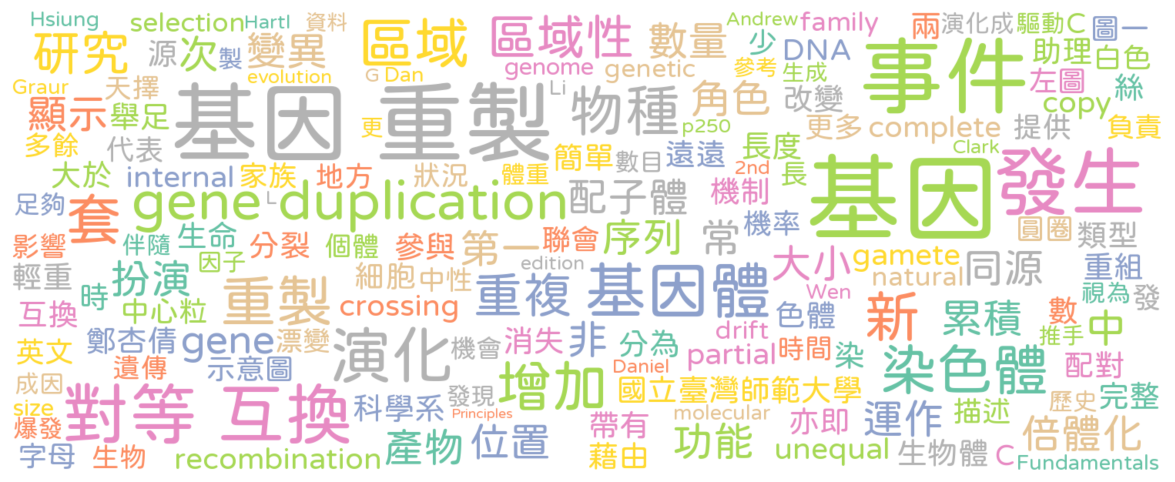 Hsiung selection Hartl 資料 區域 區域性 數量 Andrew family 兩 演化成 驅動 C 圖一
研究 源 次 製 變異 少 DNA 事件 助理 白色
Graur 天擇 evolution G Dan genome genetic 參考 生成 左圖 絲
顯示 舉足 基因 重製 Li 物種 角色 改變 copy
多餘 代表 更 p250 長度 更多 complete 提供 負責
大於 internal 家族 地方 狀況 體重 簡單 數目 遠遠 2nd 長 機制 Clark
足夠 套 gene duplication L 配子體 基因 發生
影響 伴隨 生命 分裂 個體 參與 第一 聯會 序列 常 機率 圓圈 類型
輕重 扮演 因子 edition 大小 gamete 重組
時 重製 細胞 中性 重複 基因體 natural 同源 視為 發
互換 中心粒 crossing Wen 新 累積 數 中
鄭杏倩 gene 漂變 演化 機會 消失 非 drift 色體 推手
英文 遺傳 示意圖 分為 partial 時間 染 染色體 配對
成因 對等 互換 發現 增加 Daniel 國立臺灣師範大學 歷史 完整
size 科學系 Principles 帶有 molecular 亦即 運作 描述
爆發 產物 位置 功能 倍體化
字母 生物 recombination 藉由 unequal 生物體 C Fundamentals